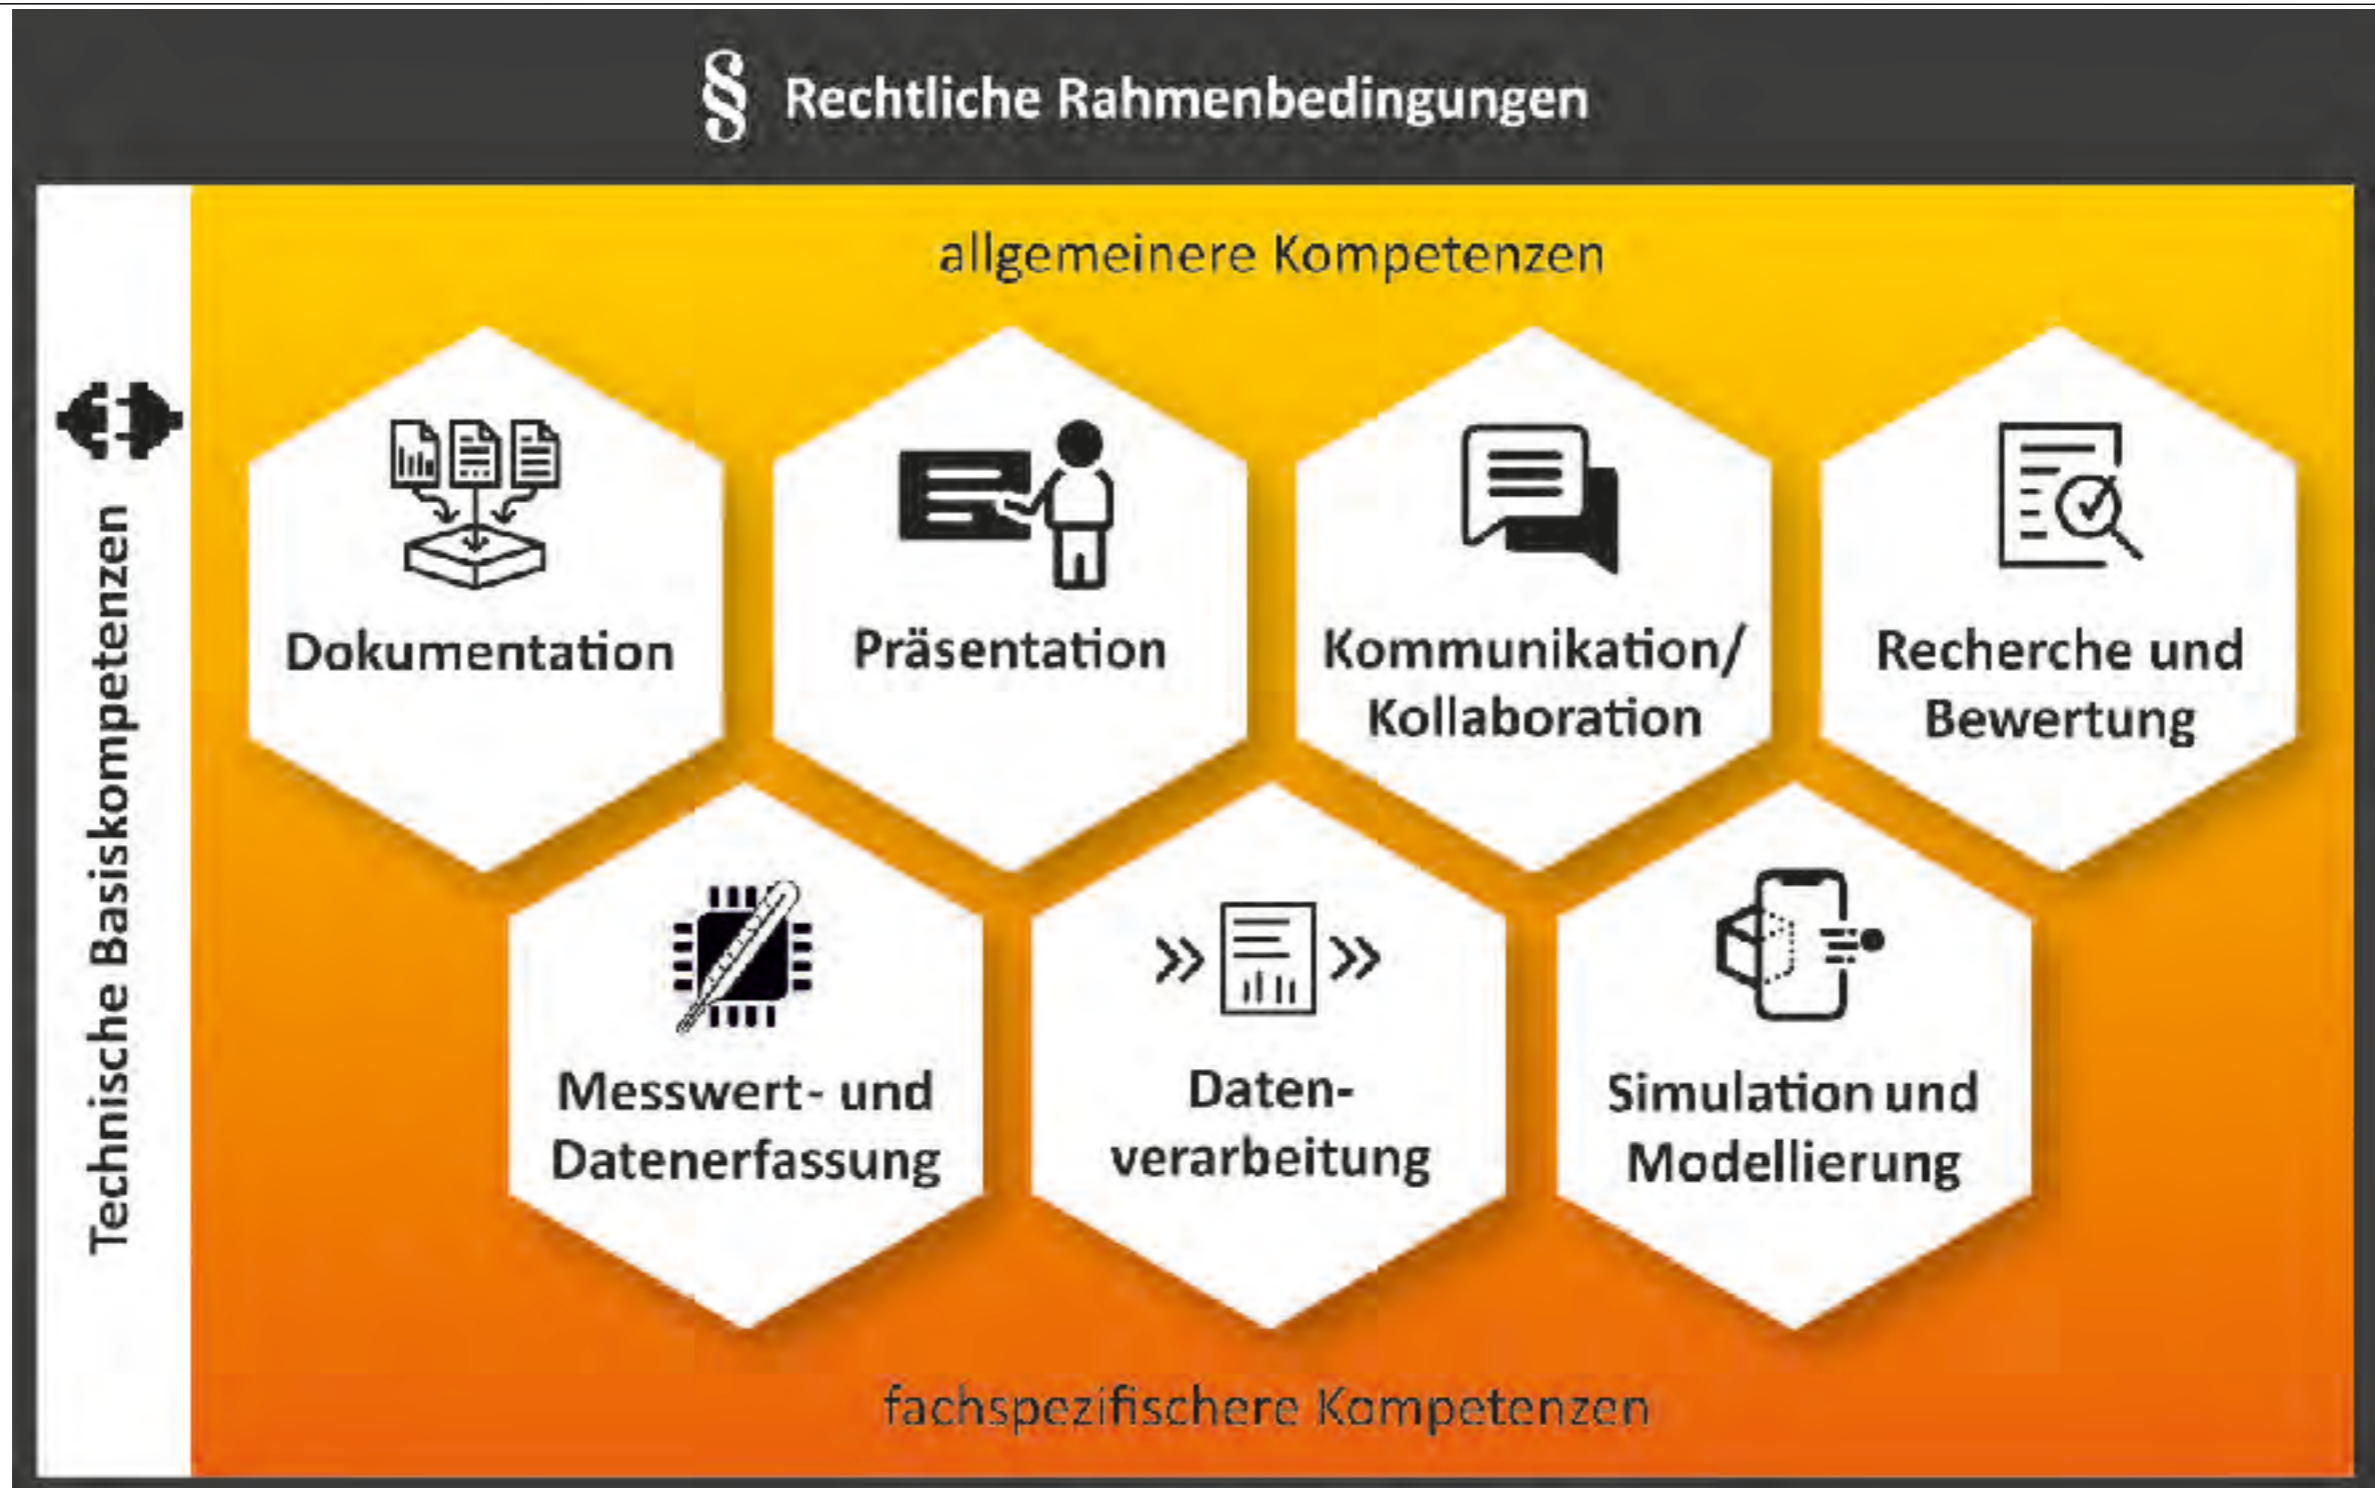 § Rechtliche Rahmenbedingungen
Technische Basiskompetenzen
allgemeinere Kompetenzen
Dokumentation
Präsentation
Kommunikation/
Kollaboration
Recherche und
Bewertung
Messwert- und
Datenerfassung
Daten-
verarbeitung
Simulation und
Modellierung
fachspezifischere Kompetenzen